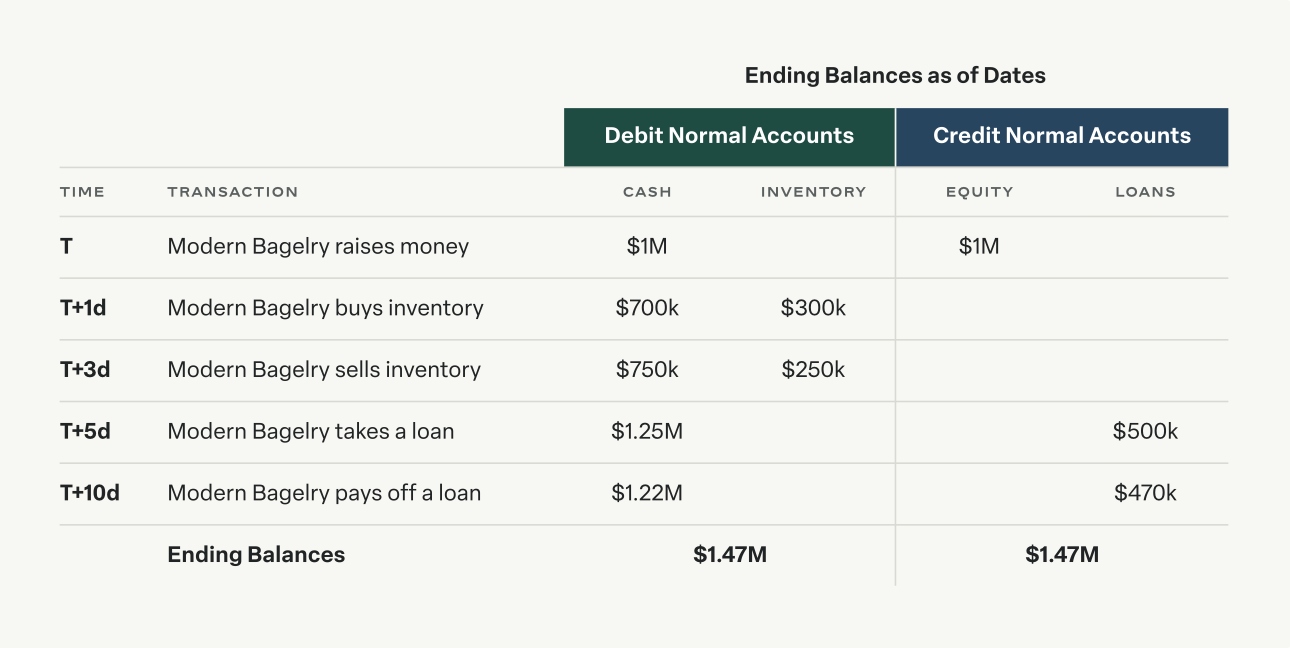 Ending Balances as of Dates
Debit Normal Accounts Credit Normal Accounts
TIME TRANSACTION CASH INVENTORY EQUITY LOANS
T Modern Bagelry raises money $1M $1M
T+1d Modern Bagelry buys inventory $700k $300k
T+3d Modern Bagelry sells inventory $750k $250k
T+5d Modern Bagelry takes a loan $1.25M $500k
T+10d Modern Bagelry pays off a loan $1.22M $470k
Ending Balances $1.47M $1.47M